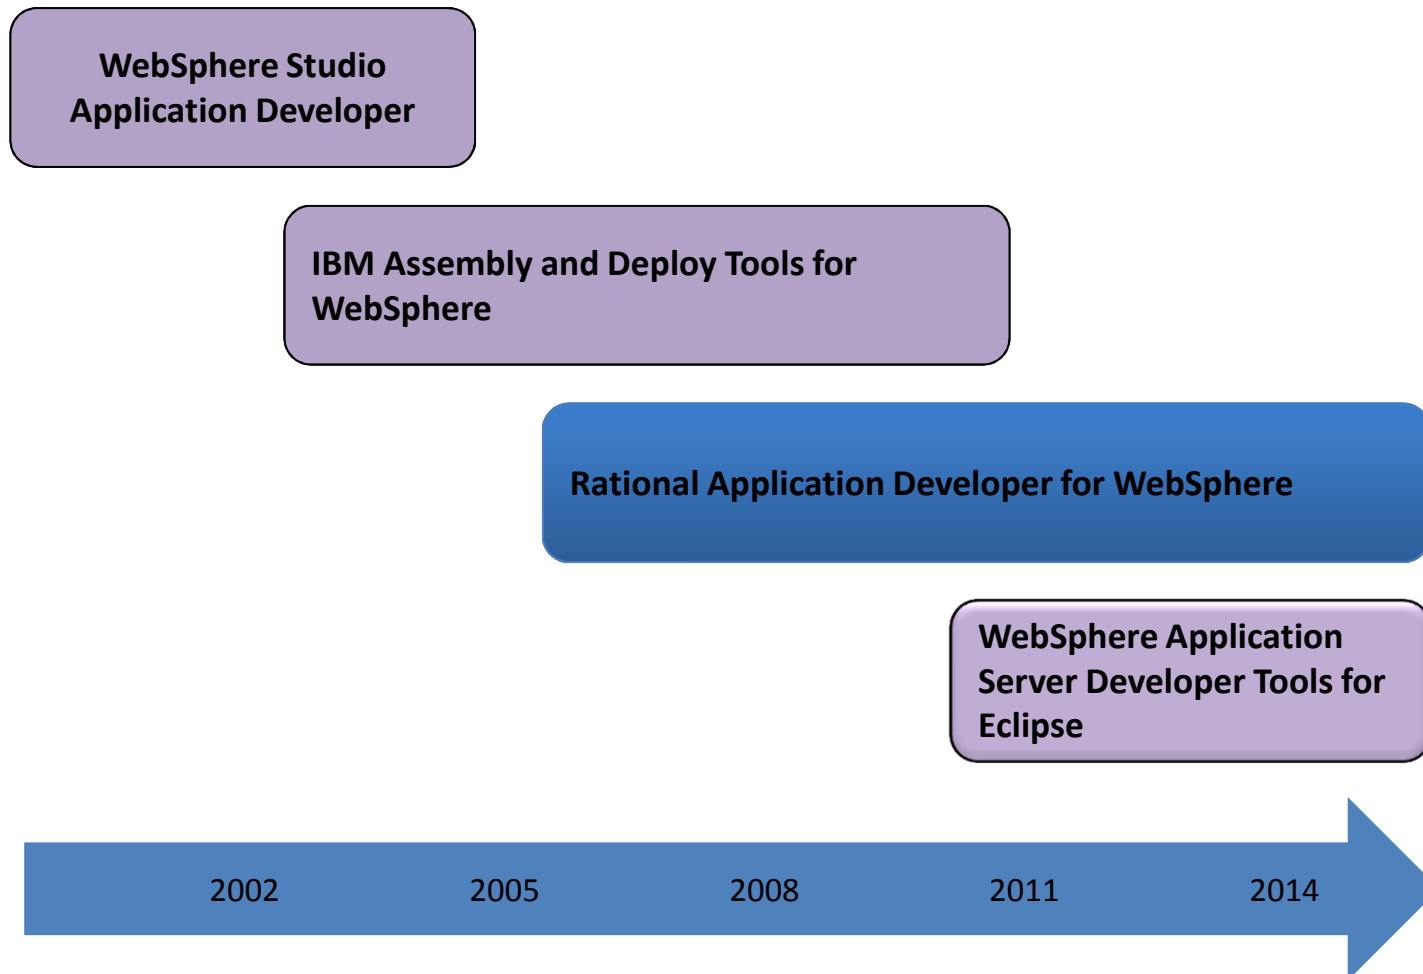 WebSphere Studio
Application Developer
IBM Assembly and Deploy Tools for
WebSphere
Rational Application Developer for WebSphere
WebSphere Application
Server Developer Tools for
Eclipse
2002 2005 2008 2011 2014